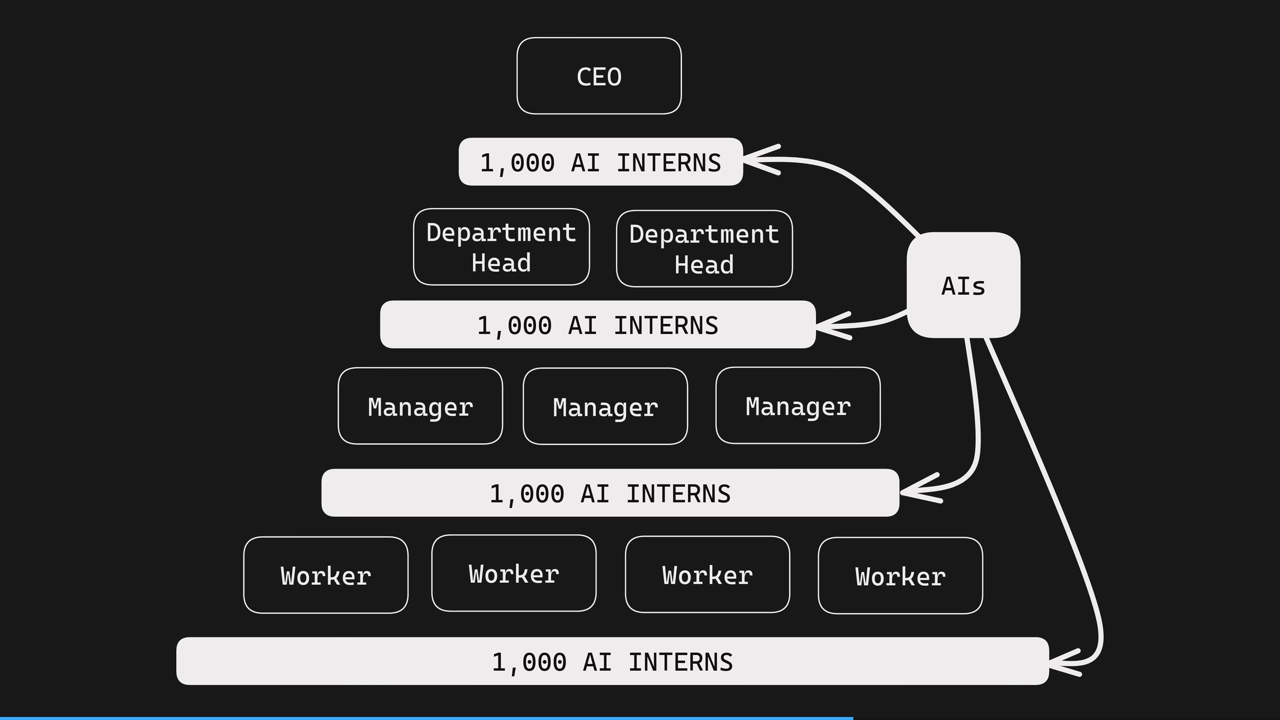 CEO
1,000 AI INTERNS
Department
Head
Department
Head
AIs
1,000 AI INTERNS
Manager
Manager
Manager
1,000 AI INTERNS
Worker
Worker
Worker
Worker
1,000 AI INTERNS